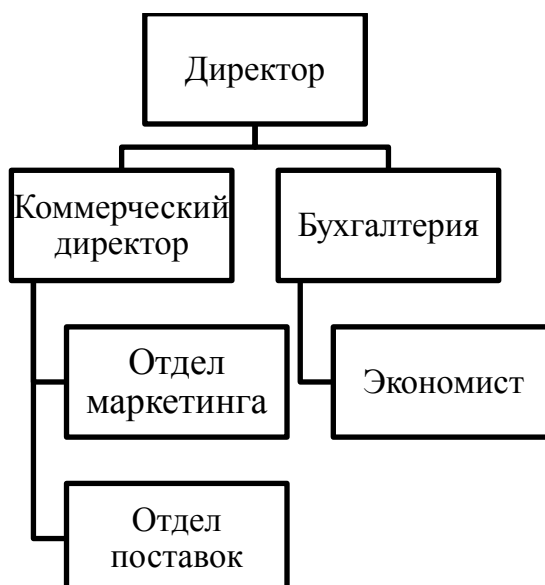 Директор
Коммерческий
директор
Бухгалтерия
Отдел
маркетинга
Экономист
Отдел
поставок